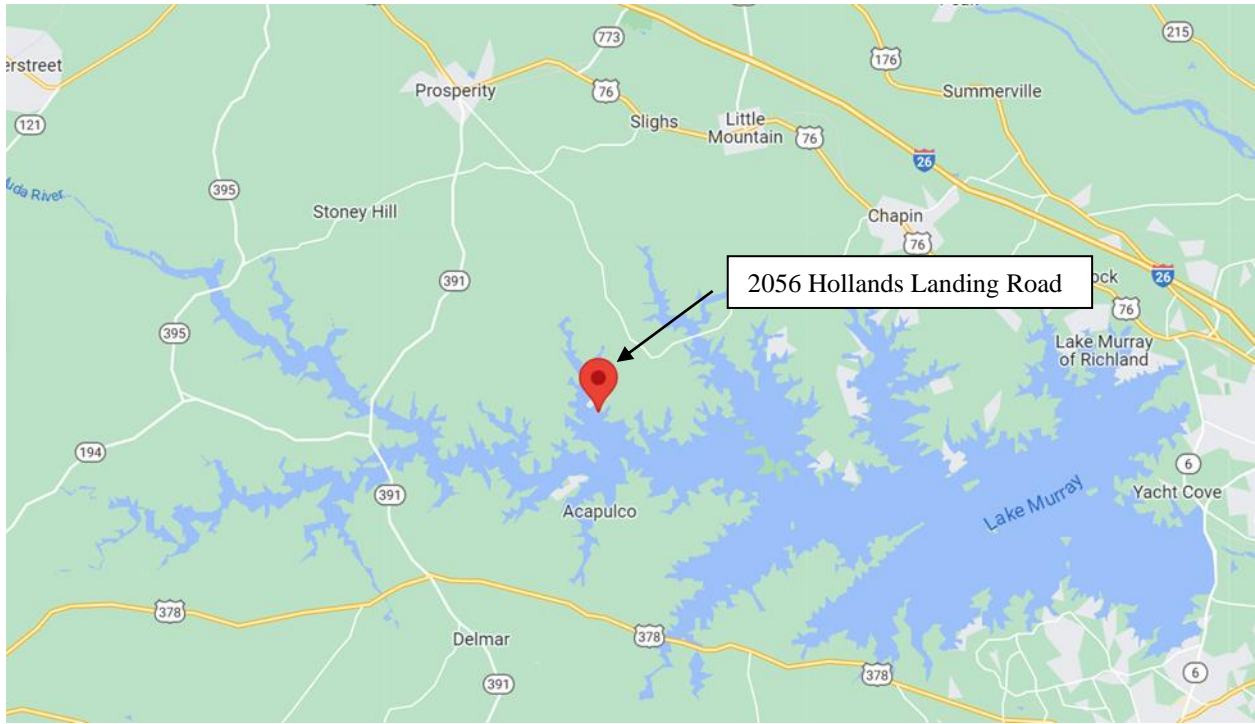 215
773
176
erstreet
Prosperity
76
Summerville
121
Slighs
Little
Mountain
76
26
uda River
395
Stoney Hill
Chapin
76
391
2056 Hollands Landing Road
26
ock
76
395
Lake Murray
of Richland
194
6
391
Yacht Cove
Acapulco
Lake Murray
378
Delmar
378
378
6
391